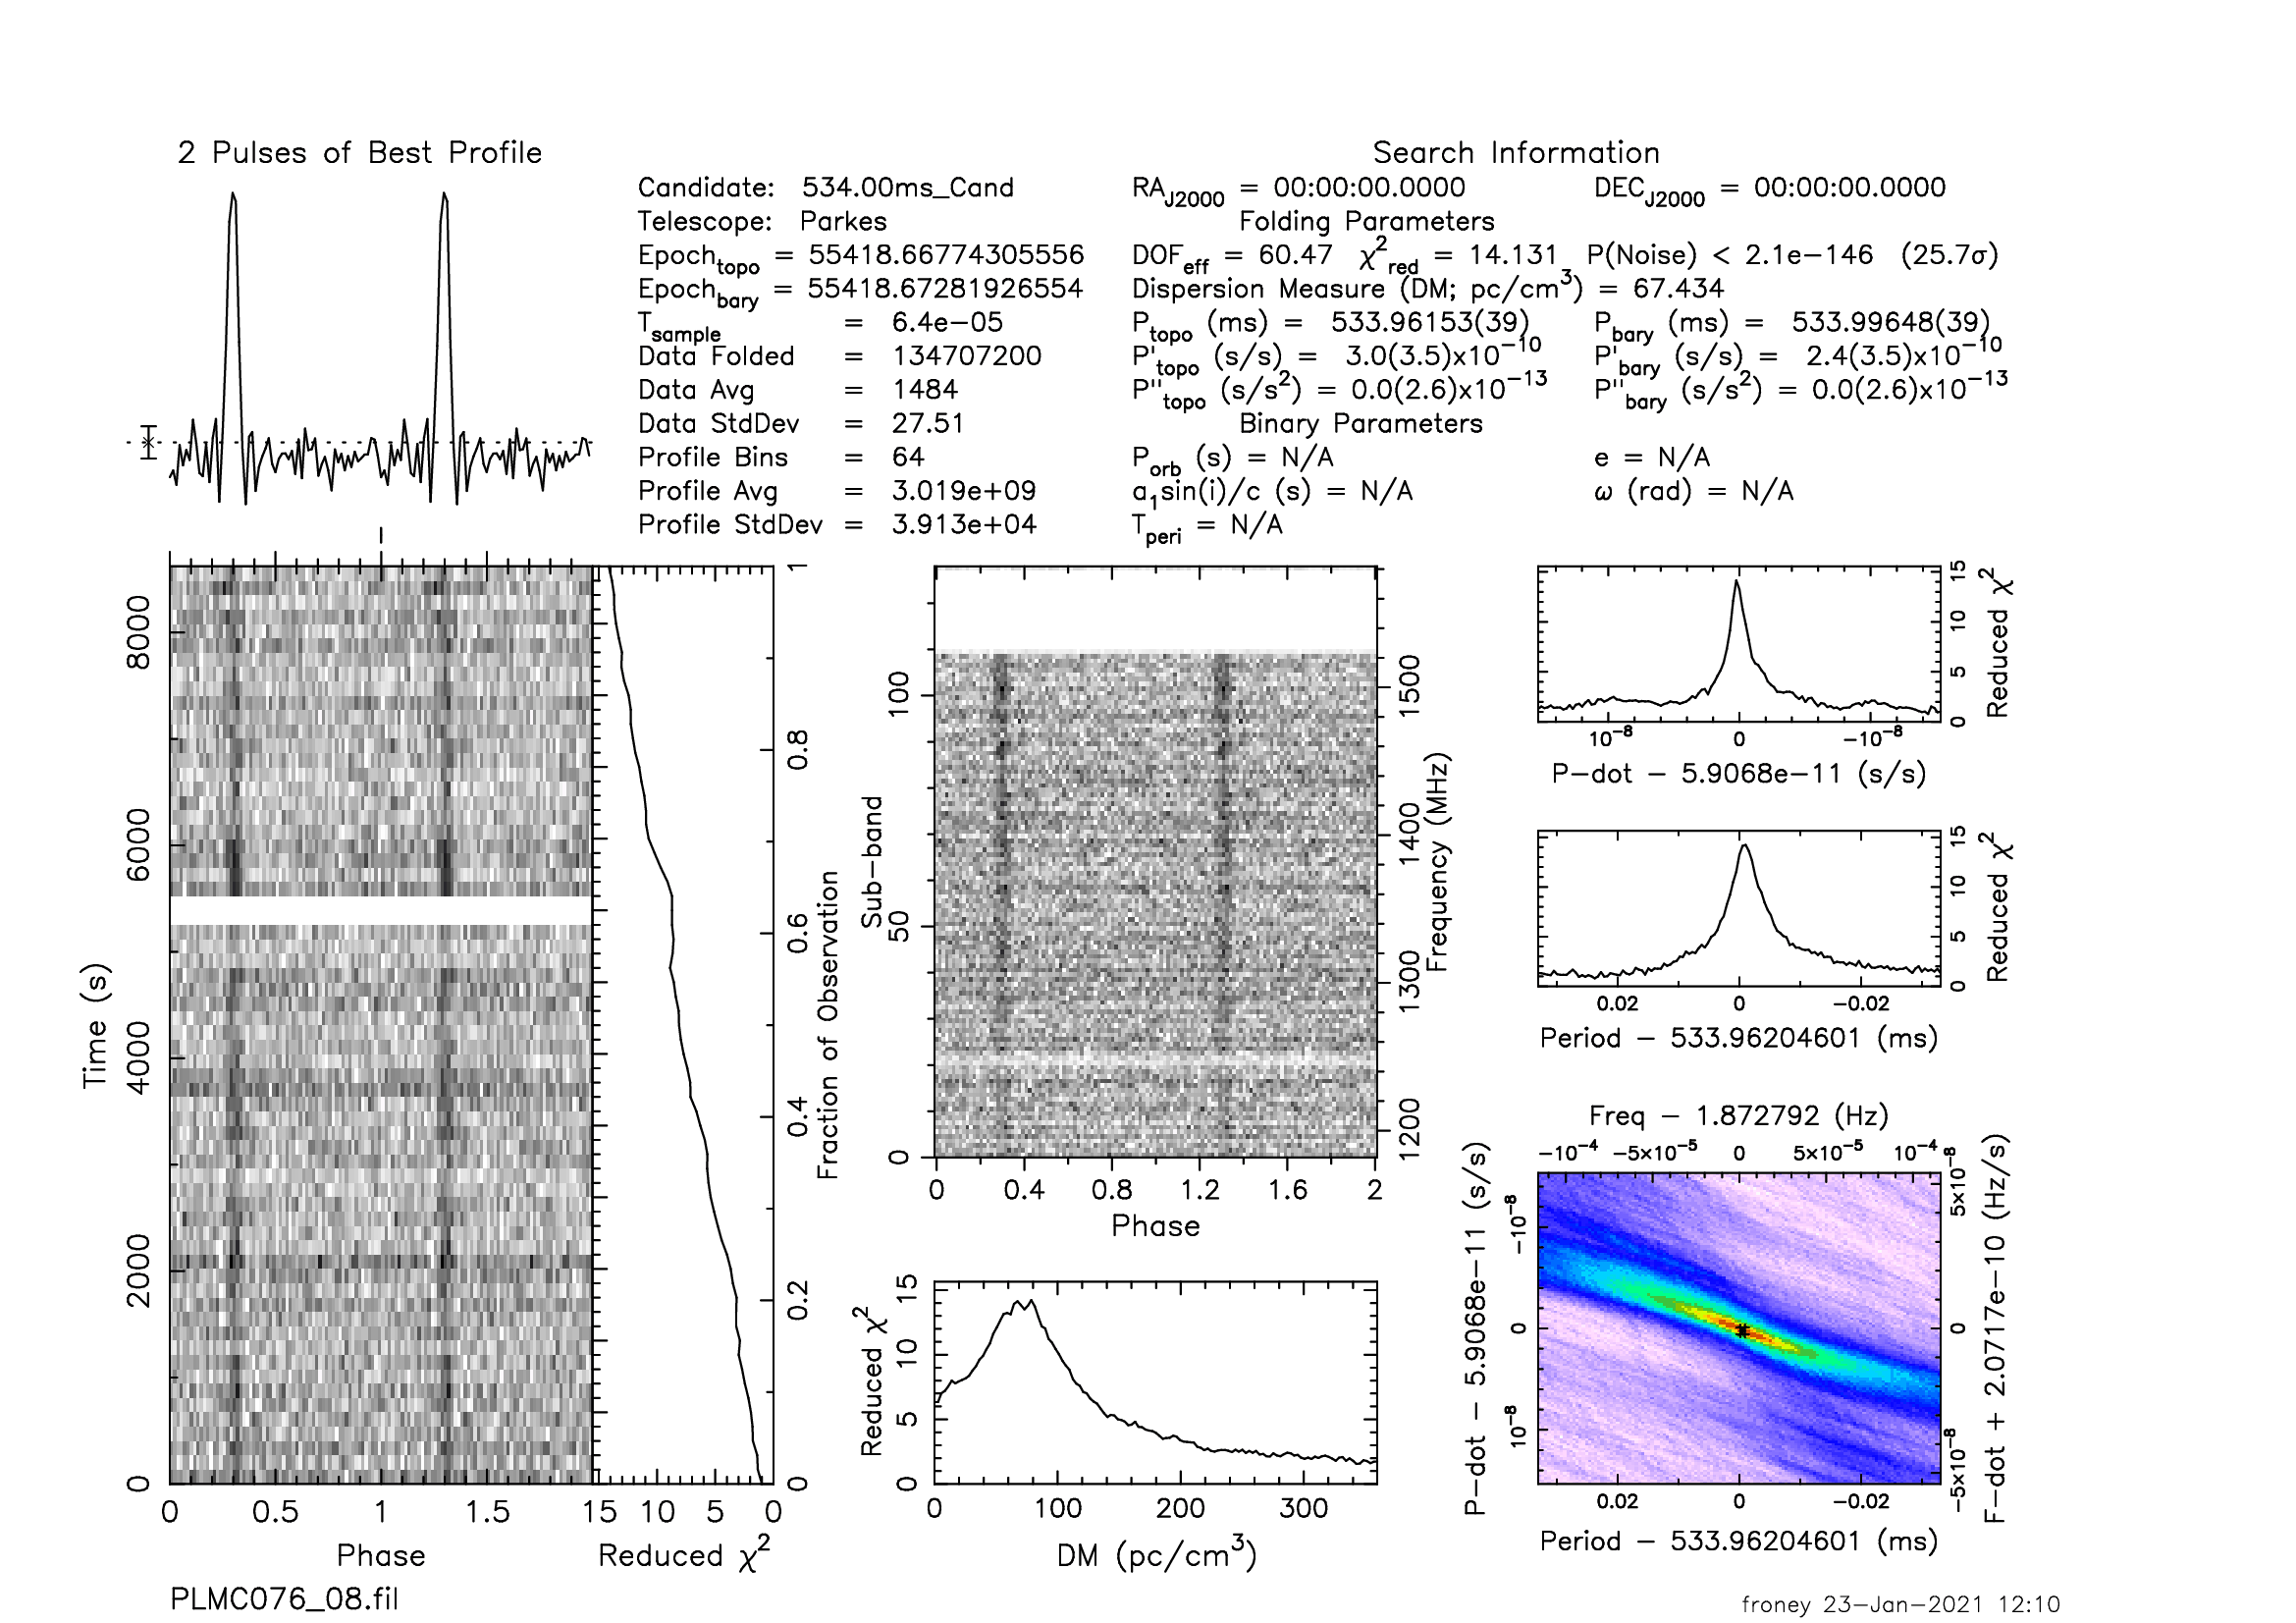 2 Pulses of Best Profile
Search Information
Candidate: 534.00ms_Cand
RA_J2000 = 00:00:00.0000
DEC_J2000 = 00:00:00.0000
Telescope: Parkes
Folding Parameters
Epoch_topo = 55418.66774305556
DOF_eff = 60.47 χ²_red = 14.131 P(Noise) < 2.1e−146 (25.7σ)
Epoch_bary = 55418.67281926554
Dispersion Measure (DM; pc/cm³) = 67.434
T_sample = 6.4e−05
P_topo (ms) = 533.96153(39)
P_bary (ms) = 533.99648(39)
Data Folded = 134707200
P'_topo (s/s) = 3.0(3.5)x10⁻¹⁰
P'_bary (s/s) = 2.4(3.5)x10⁻¹⁰
Data Avg = 1484
P''_topo (s/s²) = 0.0(2.6)x10⁻¹³
P''_bary (s/s²) = 0.0(2.6)x10⁻¹³
Data StdDev = 27.51
Binary Parameters
Profile Bins = 64
P_orb (s) = N/A
e = N/A
Profile Avg = 3.019e+09
a₁sin(i)/c (s) = N/A
ω (rad) = N/A
Profile StdDev = 3.913e+04
T_peri = N/A
Time (s)
0 2000 4000 6000 8000
0 0.5 1 1.5
Phase
15 10 5 0
Reduced χ²
0 0.2 0.4 0.6 0.8 1
Fraction of Observation
Sub−band
0 50 100
1200 1300 1400 1500
Frequency (MHz)
0 0.4 0.8 1.2 1.6 2
Phase
Reduced χ²
0 5 10 15
0 100 200 300
DM (pc/cm³)
10⁻⁸ 0 −10⁻⁸
0 5 10 15
Reduced χ²
P−dot − 5.9068e−11 (s/s)
0.02 0 −0.02
0 5 10 15
Reduced χ²
Period − 533.96204601 (ms)
Freq − 1.872792 (Hz)
−10⁻⁴ −5x10⁻⁵ 0 5x10⁻⁵ 10⁻⁴
P−dot − 5.9068e−11 (s/s)
−10⁻⁸ 0 10⁻⁸
5x10⁻⁸ 0 −5x10⁻⁸
F−dot + 2.0717e−10 (Hz/s)
0.02 0 −0.02
Period − 533.96204601 (ms)
PLMC076_08.fil
froney 23−Jan−2021 12:10